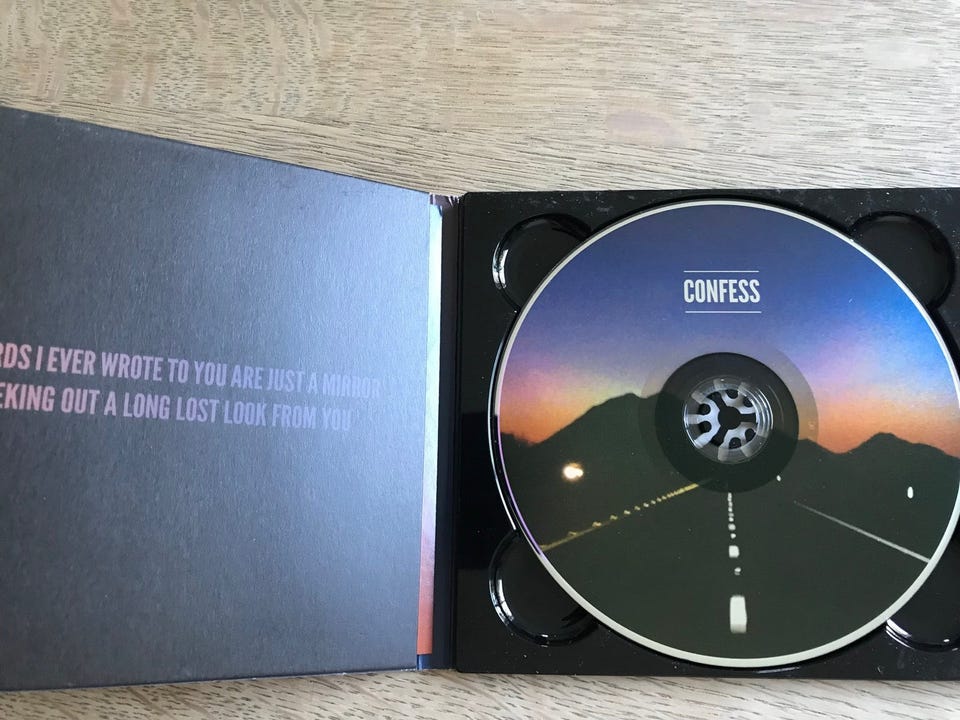 RDS I EVER WROTE TO YOU ARE JUST A MIRROR
EKING OUT A LONG LOST LOOK FROM YOU
CONFESS